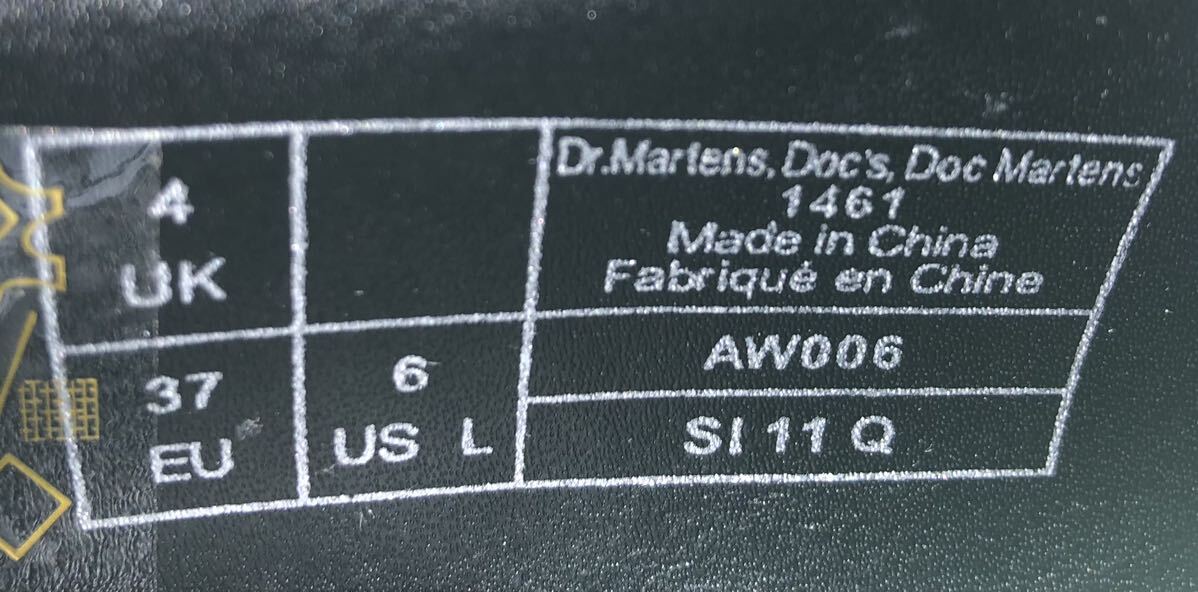 4
UK
37
EU
6
US L
Dr.Martens, Doc's, Doc Martens
1461
Made in China
Fabriqué en Chine
AW006
SI 11 Q